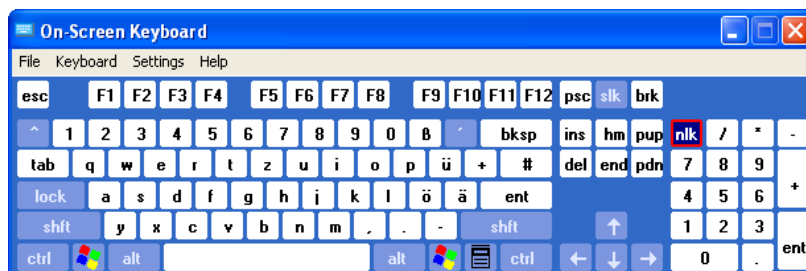 On-Screen Keyboard
File Keyboard Settings Help
esc F1 F2 F3 F4 F5 F6 F7 F8 F9 F10 F11 F12 psc slk brk
^ 1 2 3 4 5 6 7 8 9 0 ß ´ bksp ins hm pup nlk / * -
tab q w e r t z u i o p ü + # del end pdn 7 8 9 +
lock a s d f g h j k l ö ä ent 4 5 6
shft y x c v b n m , . - shft ↑ 1 2 3 ent
ctrl alt alt ctrl ← ↓ → 0 .